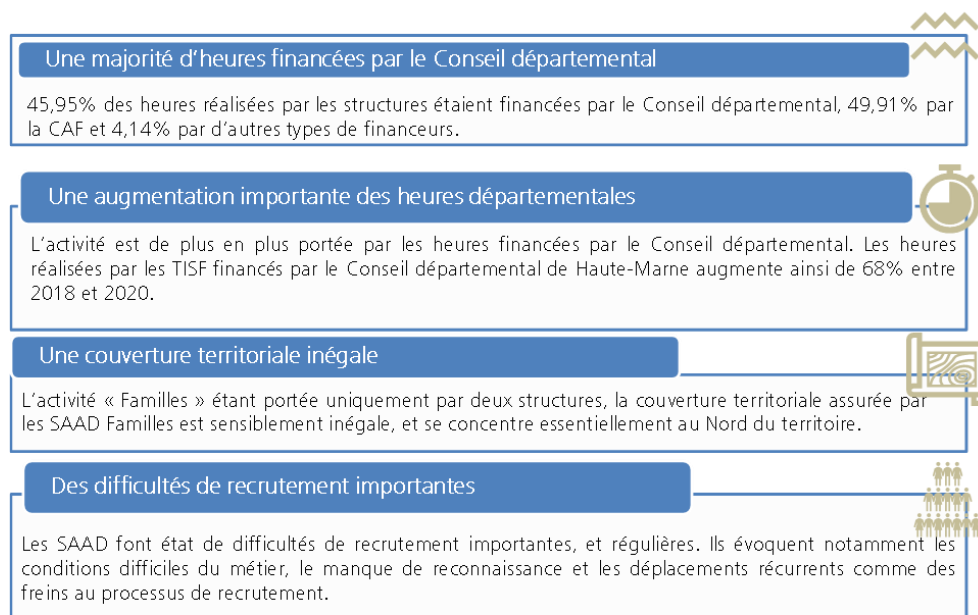 Une majorité d'heures financées par le Conseil départemental
45,95% des heures réalisées par les structures étaient financées par le Conseil départemental, 49,91% par
la CAF et 4,14% par d'autres types de financeurs.
Une augmentation importante des heures départementales
L'activité est de plus en plus portée par les heures financées par le Conseil départemental. Les heures
réalisées par les TISF financés par le Conseil départemental de Haute-Marne augmente ainsi de 68% entre
2018 et 2020.
Une couverture territoriale inégale
L'activité « Familles » étant portée uniquement par deux structures, la couverture territoriale assurée par
les SAAD Familles est sensiblement inégale, et se concentre essentiellement au Nord du territoire.
Des difficultés de recrutement importantes
Les SAAD font état de difficultés de recrutement importantes, et régulières. Ils évoquent notamment les
conditions difficiles du métier, le manque de reconnaissance et les déplacements récurrents comme des
freins au processus de recrutement.